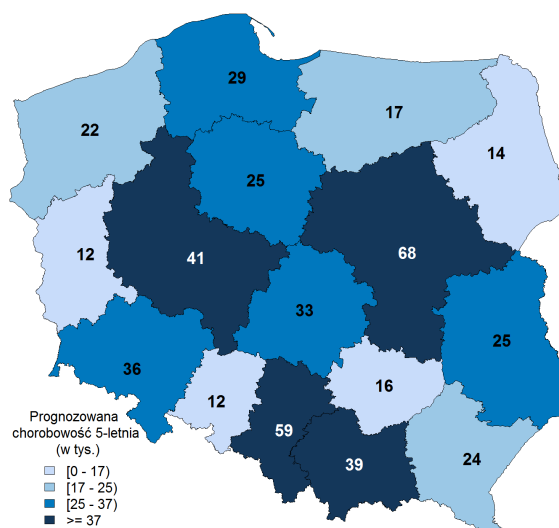 29
22
17
14
25
12
41
68
33
25
36
12
16
59
39
24
Prognozowana
chorobowość 5-letnia
(w tys.)
[0 - 17)
[17 - 25)
[25 - 37)
>= 37